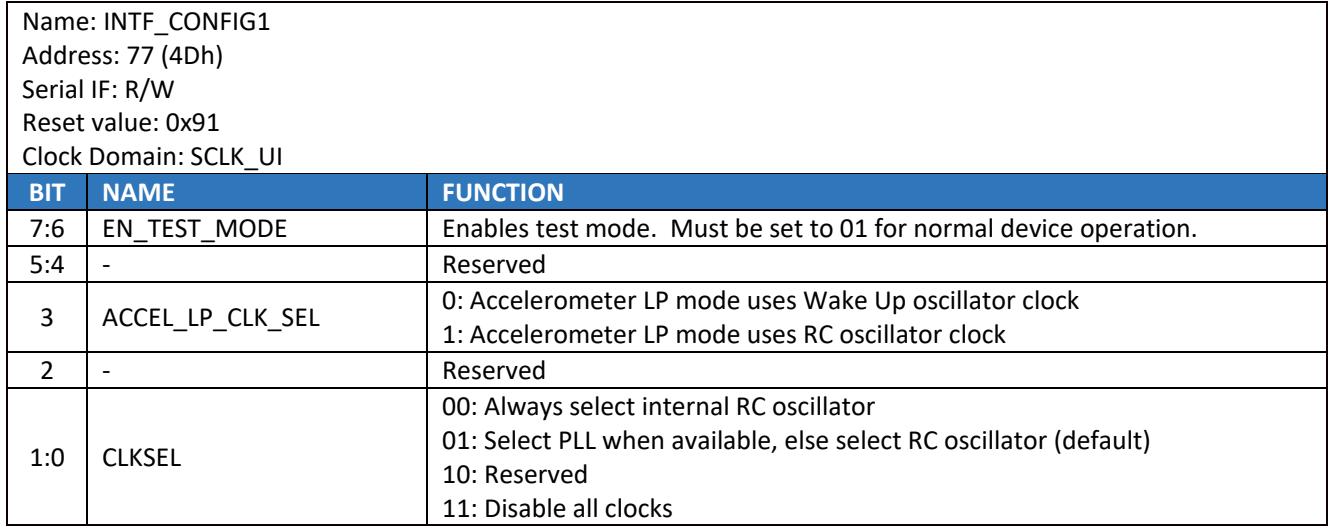 Name: INTF_CONFIG1
Address: 77 (4Dh)
Serial IF: R/W
Reset value: 0x91
Clock Domain: SCLK_UI
BIT NAME FUNCTION
7:6 EN_TEST_MODE Enables test mode.  Must be set to 01 for normal device operation.
5:4 - Reserved
3 ACCEL_LP_CLK_SEL 0: Accelerometer LP mode uses Wake Up oscillator clock
1: Accelerometer LP mode uses RC oscillator clock
2 - Reserved
1:0 CLKSEL 00: Always select internal RC oscillator
01: Select PLL when available, else select RC oscillator (default)
10: Reserved
11: Disable all clocks